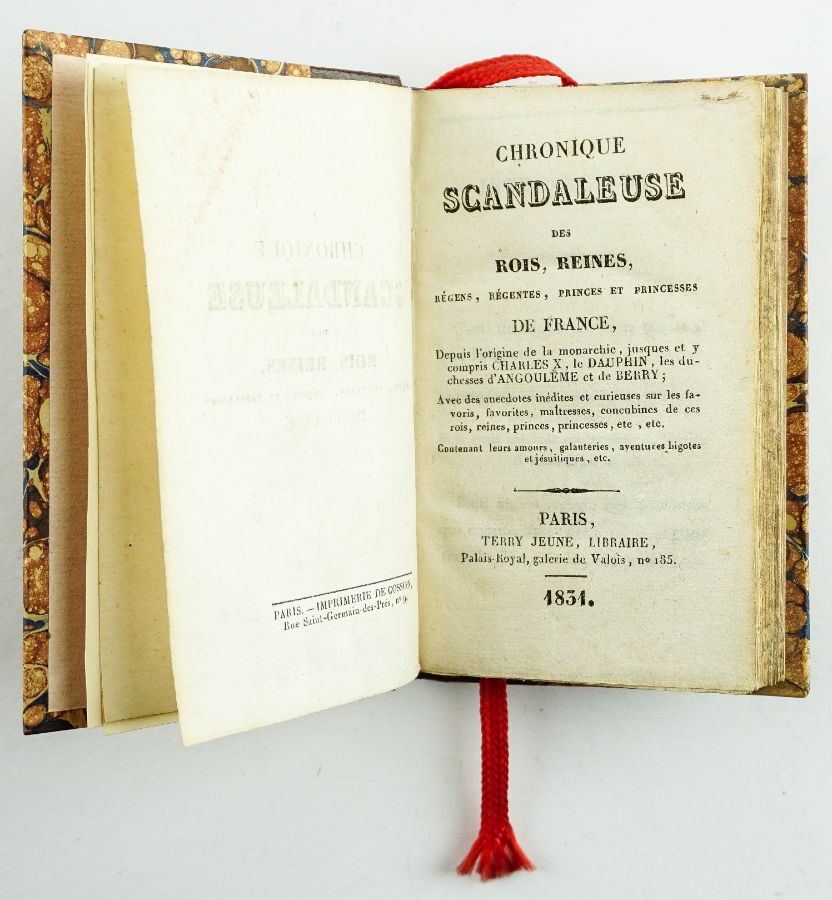 PARIS. — IMPRIMERIE DE COSSON,
Rue Saint-Germain-des-Prés, nº 9.
CHRONIQUE
SCANDALEUSE
DES
ROIS, REINES,
RÉGENS, RÉGENTES, PRINCES ET PRINCESSES
DE FRANCE,
Depuis l'origine de la monarchie, jusques et y
compris CHARLES X, le DAUPHIN, les du-
chesses d'ANGOULÊME et de BERRY;
Avec des anecdotes inédites et curieuses sur les fa-
voris, favorites, maîtresses, concubines de ces
rois, reines, princes, princesses, etc, etc.
Contenant leurs amours, galanteries, aventures bigotes
et jésuitiques, etc.
PARIS,
TERRY JEUNE, LIBRAIRE,
Palais-Royal, galerie de Valois, nº 185.
1831.